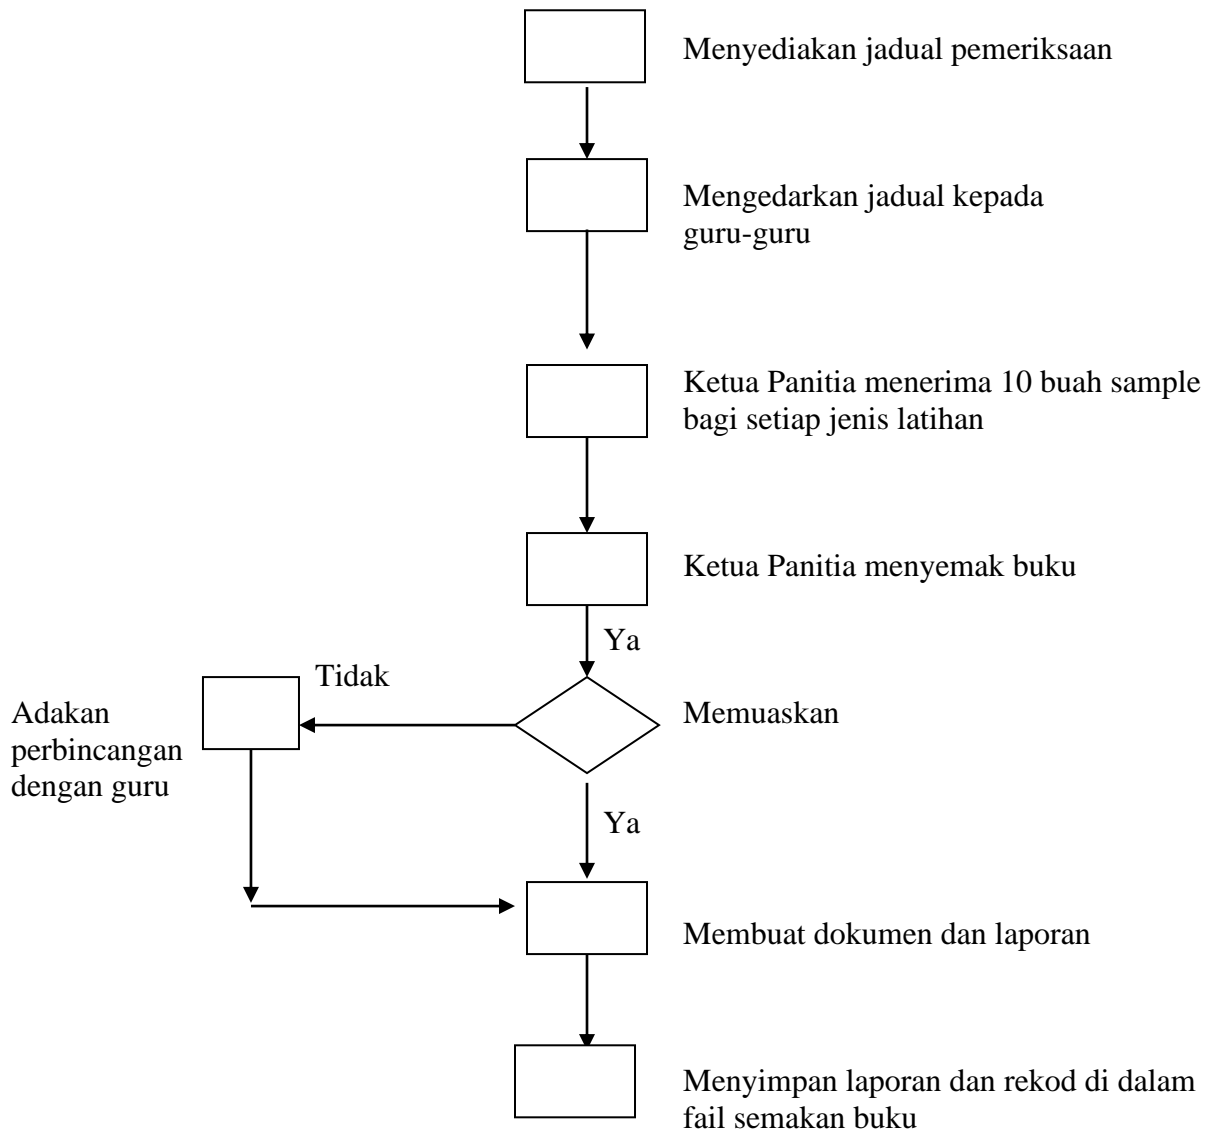 Menyediakan jadual pemeriksaan
Mengedarkan jadual kepada
guru-guru
Ketua Panitia menerima 10 buah sample
bagi setiap jenis latihan
Ketua Panitia menyemak buku
Ya
Tidak
Adakan
perbincangan
dengan guru
Memuaskan
Ya
Membuat dokumen dan laporan
Menyimpan laporan dan rekod di dalam
fail semakan buku